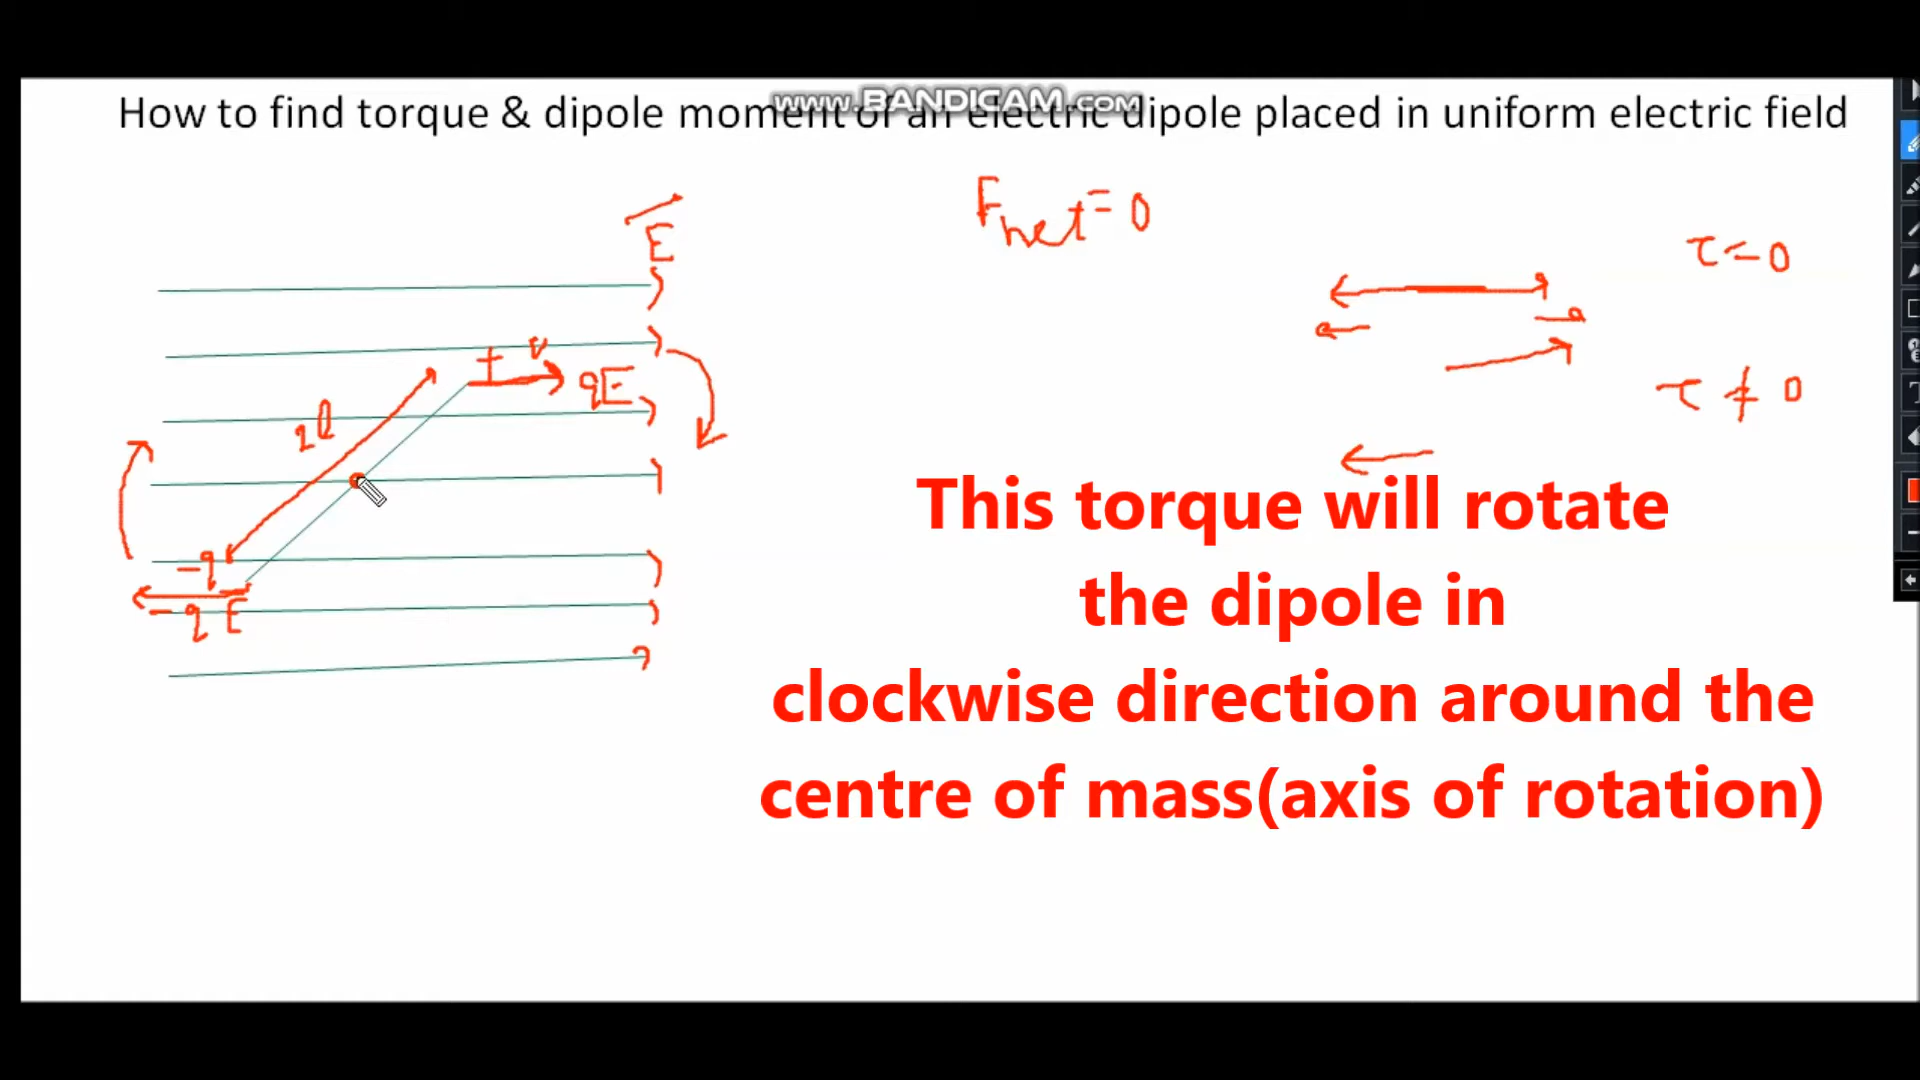 www.BANDICAM.com
How to find torque & dipole moment of an electric dipole placed in uniform electric field
Fnet = 0
E
τ = 0
+q
qE
τ ≠ 0
2l
-q
-qE
This torque will rotate
the dipole in
clockwise direction around the
centre of mass(axis of rotation)